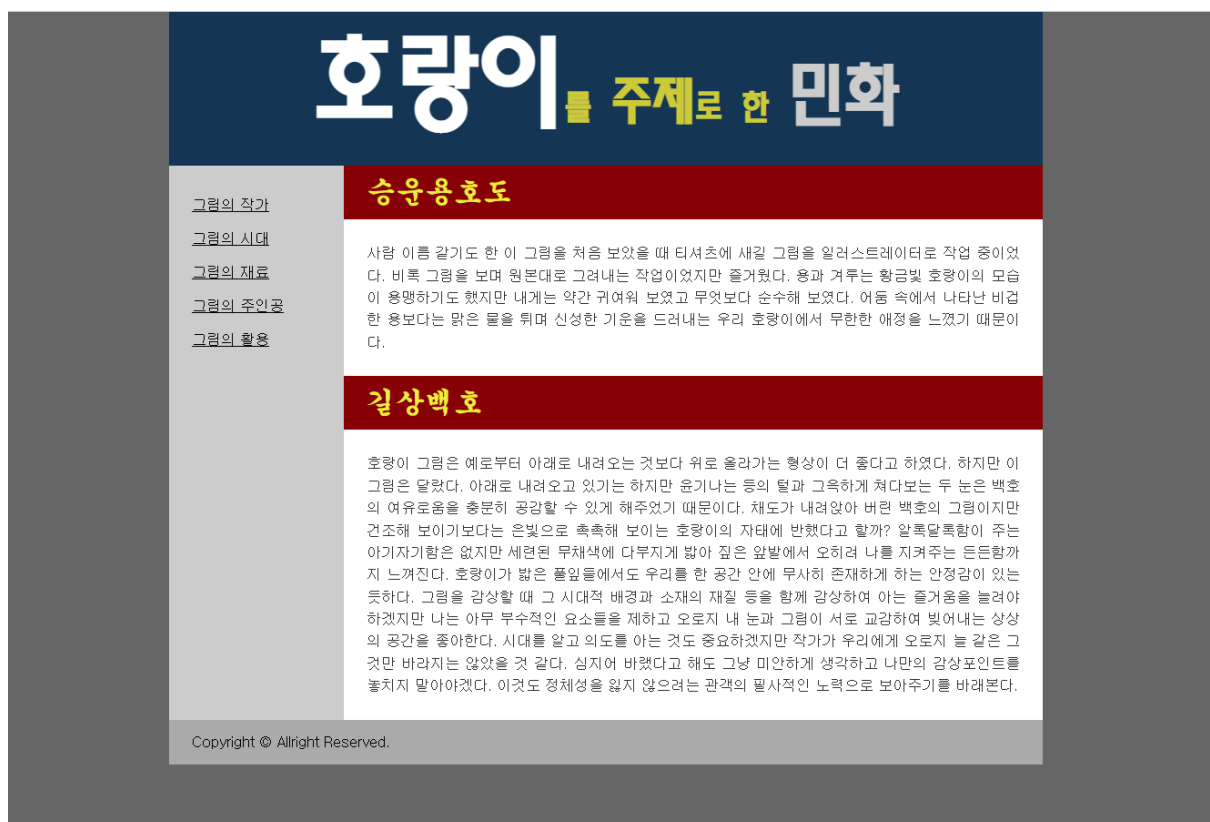 호랑이를 주제로 한 민화
그림의 작가
그림의 시대
그림의 재료
그림의 주인공
그림의 활용
승운용호도
사람 이름 같기도 한 이 그림을 처음 보았을 때 티셔츠에 새길 그림을 일러스트레이터로 작업 중이었
다. 비록 그림을 보며 원본대로 그려내는 작업이었지만 즐거웠다. 용과 겨루는 황금빛 호랑이의 모습
이 용맹하기도 했지만 내게는 약간 귀여워 보였고 무엇보다 순수해 보였다. 어둠 속에서 나타난 비겁
한 용보다는 맑은 물을 튀며 신성한 기운을 드러내는 우리 호랑이에서 무한한 애정을 느꼈기 때문이
다.
길상백호
호랑이 그림은 예로부터 아래로 내려오는 것보다 위로 올라가는 형상이 더 좋다고 하였다. 하지만 이
그림은 달랐다. 아래로 내려오고 있기는 하지만 윤기나는 등의 털과 그윽하게 쳐다보는 두 눈은 백호
의 여유로움을 충분히 공감할 수 있게 해주었기 때문이다. 채도가 내려앉아 버린 백호의 그림이지만
건조해 보이기보다는 은빛으로 촉촉해 보이는 호랑이의 자태에 반했다고 할까? 알록달록함이 주는
아기자기함은 없지만 세련된 무채색에 다부지게 밟아 짚은 앞발에서 오히려 나를 지켜주는 든든함까
지 느껴진다. 호랑이가 밟은 풀잎들에서도 우리를 한 공간 안에 무사히 존재하게 하는 안정감이 있는
듯하다. 그림을 감상할 때 그 시대적 배경과 소재의 재질 등을 함께 감상하여 아는 즐거움을 늘려야
하겠지만 나는 아무 부수적인 요소들을 제하고 오로지 내 눈과 그림이 서로 교감하여 빚어내는 상상
의 공간을 좋아한다. 시대를 알고 의도를 아는 것도 중요하겠지만 작가가 우리에게 오로지 늘 같은 그
것만 바라지는 않았을 것 같다. 심지어 바랬다고 해도 그냥 미안하게 생각하고 나만의 감상포인트를
놓치지 말아야겠다. 이것도 정체성을 잃지 않으려는 관객의 필사적인 노력으로 보아주기를 바래본다.
Copyright © Allright Reserved.